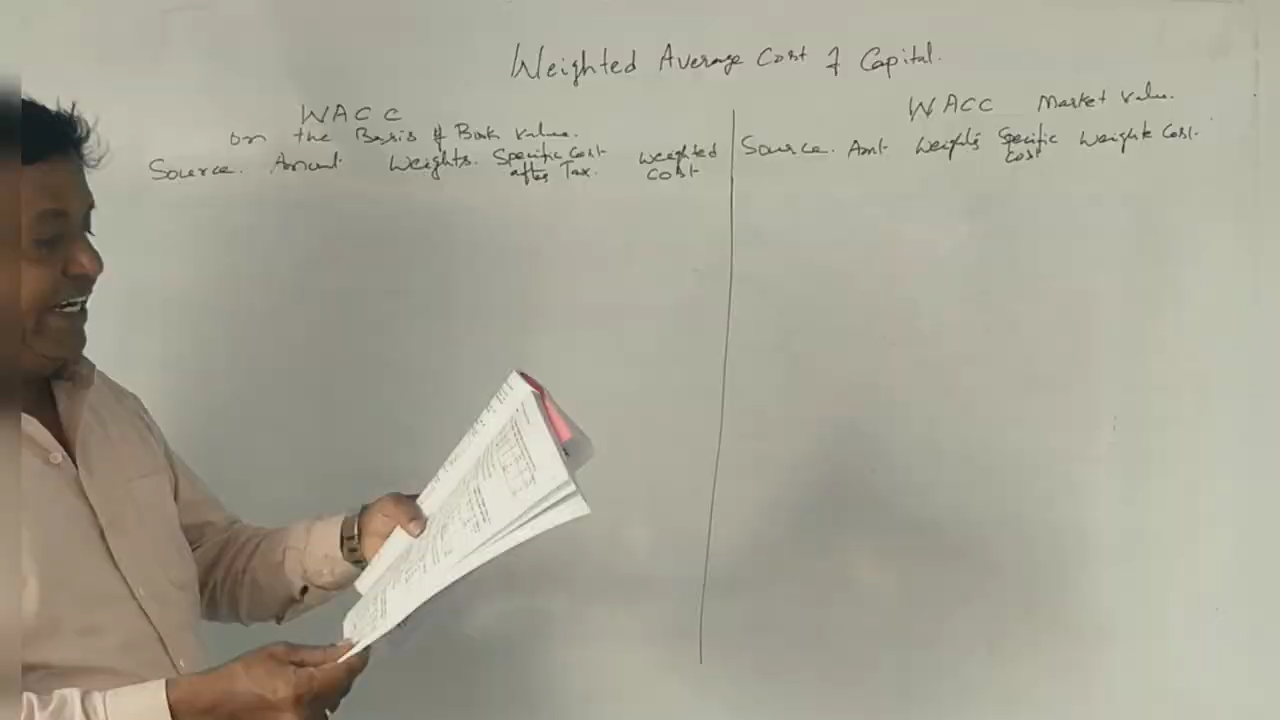 Weighted Average Cost of Capital.
WACC
on the Basis of Book Value.
Source. Amount Weights. Specific Cost after Tax. Weighted Cost
WACC Market Value.
Source. Amt Weights Specific Cost Weighte Cost.